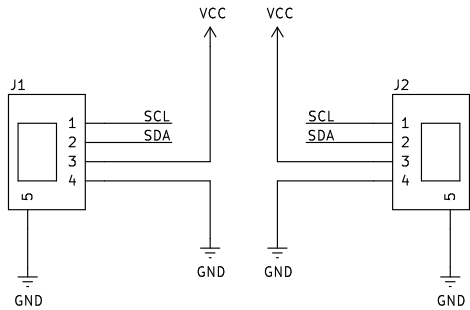 VCC VCC
J1 J2
1 SCL SCL 1
2 SDA SDA 2
3 3
4 4
5 5
GND GND
GND GND